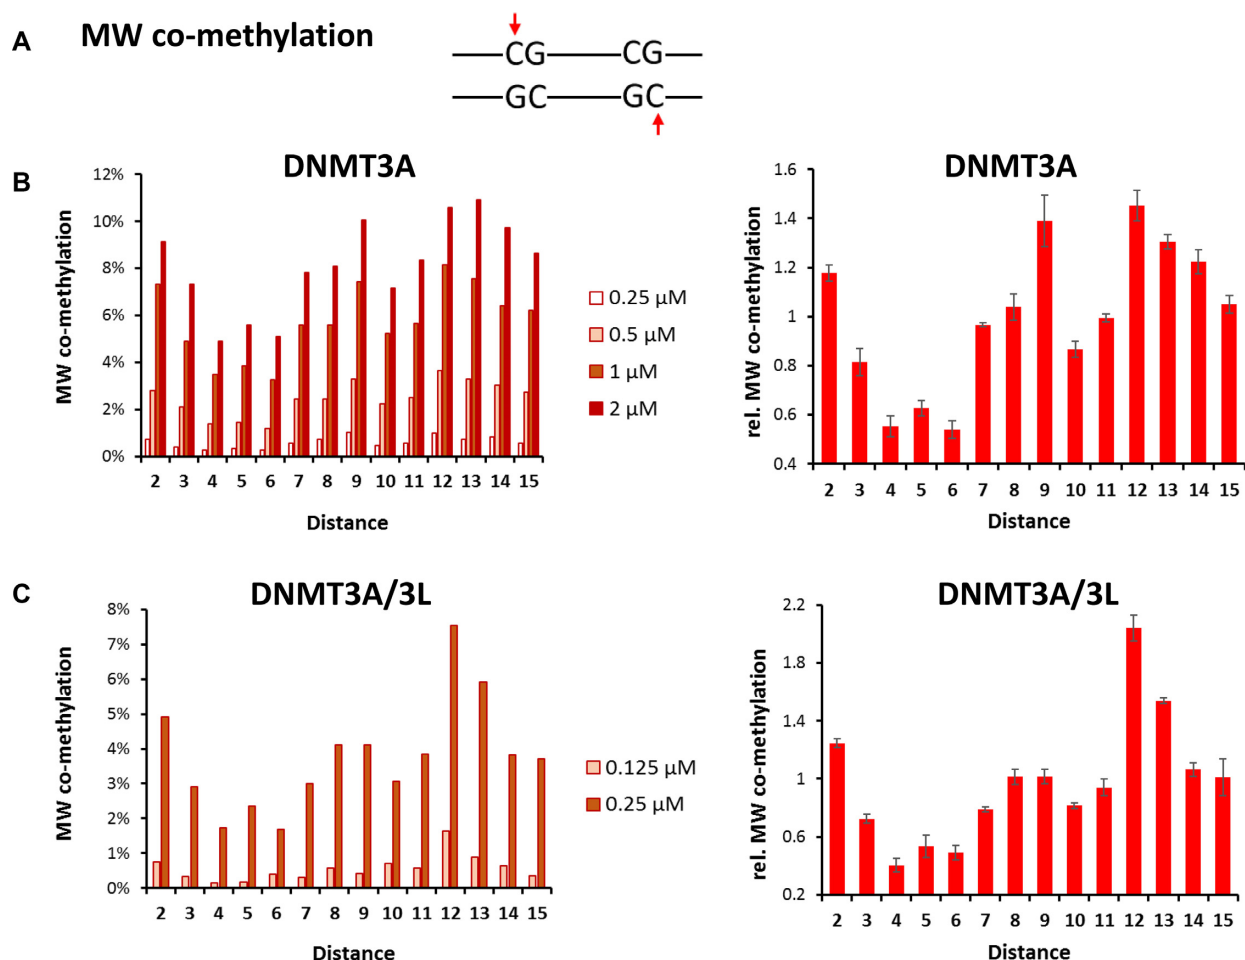 A
MW co-methylation
CG CG
GC GC
B
DNMT3A
MW co-methylation
12%
10%
8%
6%
4%
2%
0%
2 3 4 5 6 7 8 9 10 11 12 13 14 15
Distance
0.25 µM
0.5 µM
1 µM
2 µM
DNMT3A
rel. MW co-methylation
1.6
1.4
1.2
1
0.8
0.6
0.4
2 3 4 5 6 7 8 9 10 11 12 13 14 15
Distance
C
DNMT3A/3L
MW co-methylation
8%
7%
6%
5%
4%
3%
2%
1%
0%
2 3 4 5 6 7 8 9 10 11 12 13 14 15
Distance
0.125 µM
0.25 µM
DNMT3A/3L
rel. MW co-methylation
2.2
1.8
1.4
1
0.6
0.2
2 3 4 5 6 7 8 9 10 11 12 13 14 15
Distance